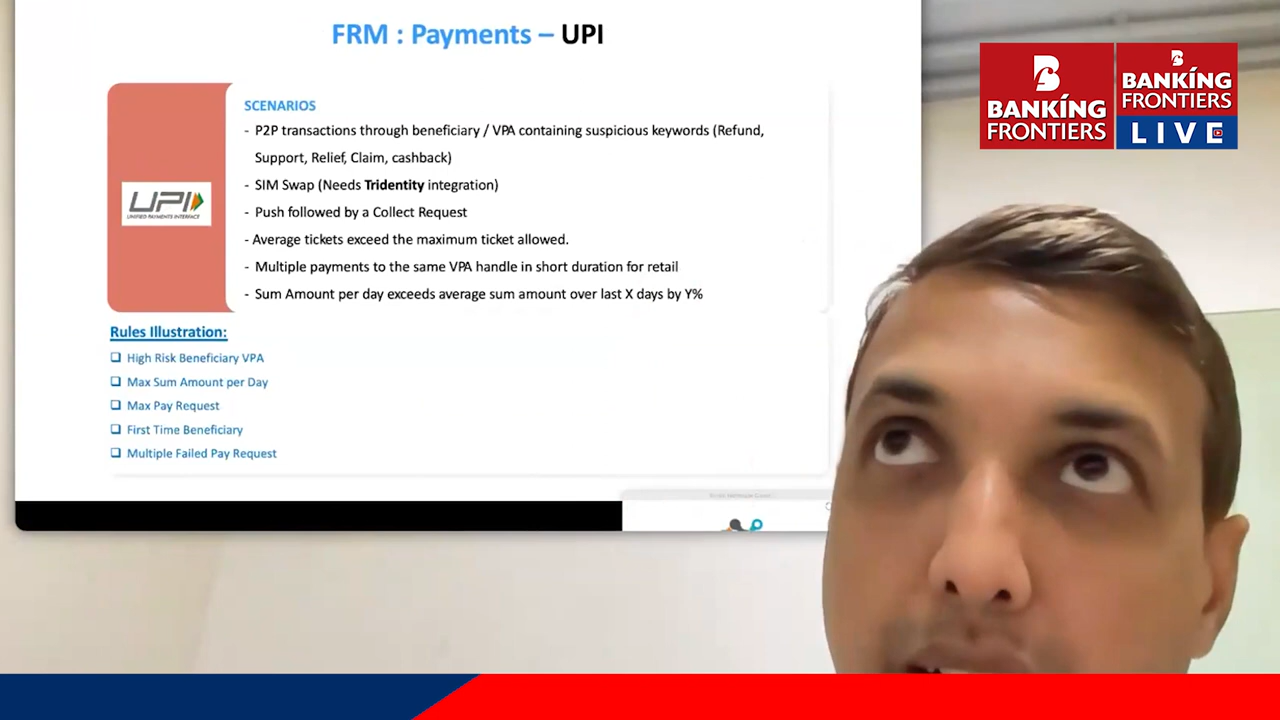 FRM : Payments – UPI
SCENARIOS
- P2P transactions through beneficiary / VPA containing suspicious keywords (Refund,
Support, Relief, Claim, cashback)
- SIM Swap (Needs Tridentity integration)
- Push followed by a Collect Request
- Average tickets exceed the maximum ticket allowed.
- Multiple payments to the same VPA handle in short duration for retail
- Sum Amount per day exceeds average sum amount over last X days by Y%
UPI
UNIFIED PAYMENTS INTERFACE
Rules Illustration:
❑ High Risk Beneficiary VPA
❑ Max Sum Amount per Day
❑ Max Pay Request
❑ First Time Beneficiary
❑ Multiple Failed Pay Request
BANKÍNG
FRONTIERS
BANKÍNG
FRONTIERS
LIVE